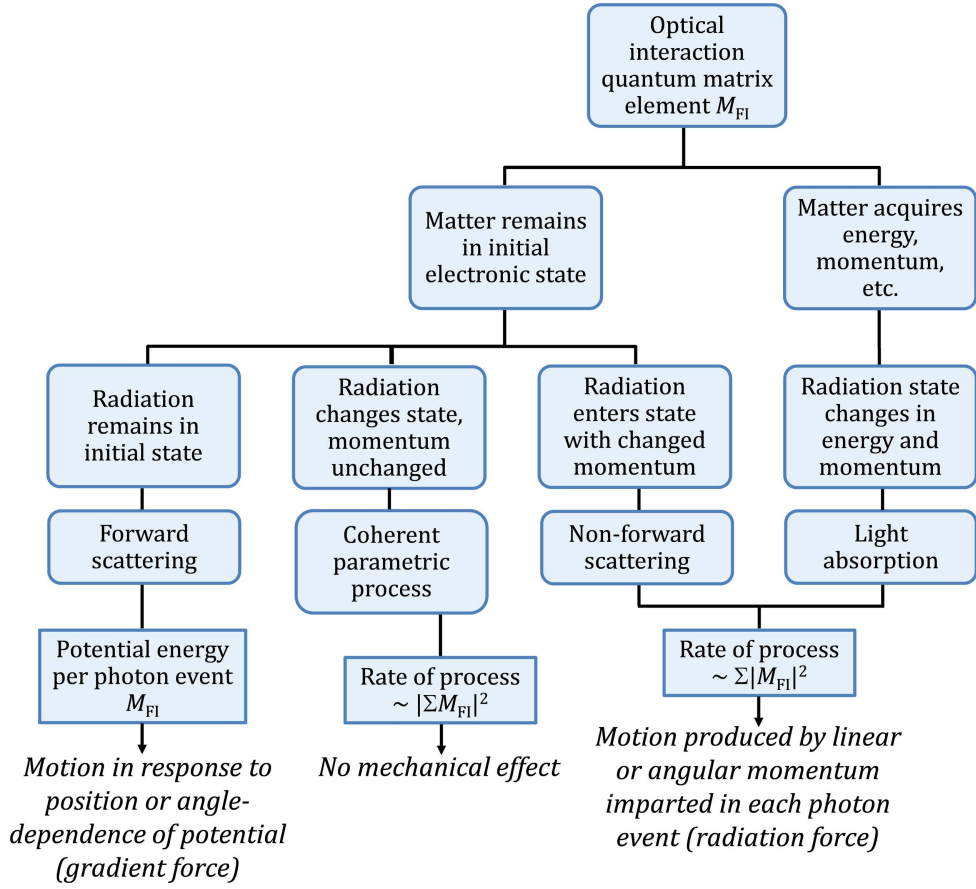 Optical
interaction
quantum matrix
element M_FI
Matter remains
in initial
electronic state
Matter acquires
energy,
momentum,
etc.
Radiation
remains in
initial state
Radiation
changes state,
momentum
unchanged
Radiation
enters state
with changed
momentum
Radiation state
changes in
energy and
momentum
Forward
scattering
Coherent
parametric
process
Non-forward
scattering
Light
absorption
Potential energy
per photon event
M_FI
Rate of process
~ |ΣM_FI|²
Rate of process
~ Σ|M_FI|²
Motion in response to
position or angle-
dependence of potential
(gradient force)
No mechanical effect
Motion produced by linear
or angular momentum
imparted in each photon
event (radiation force)